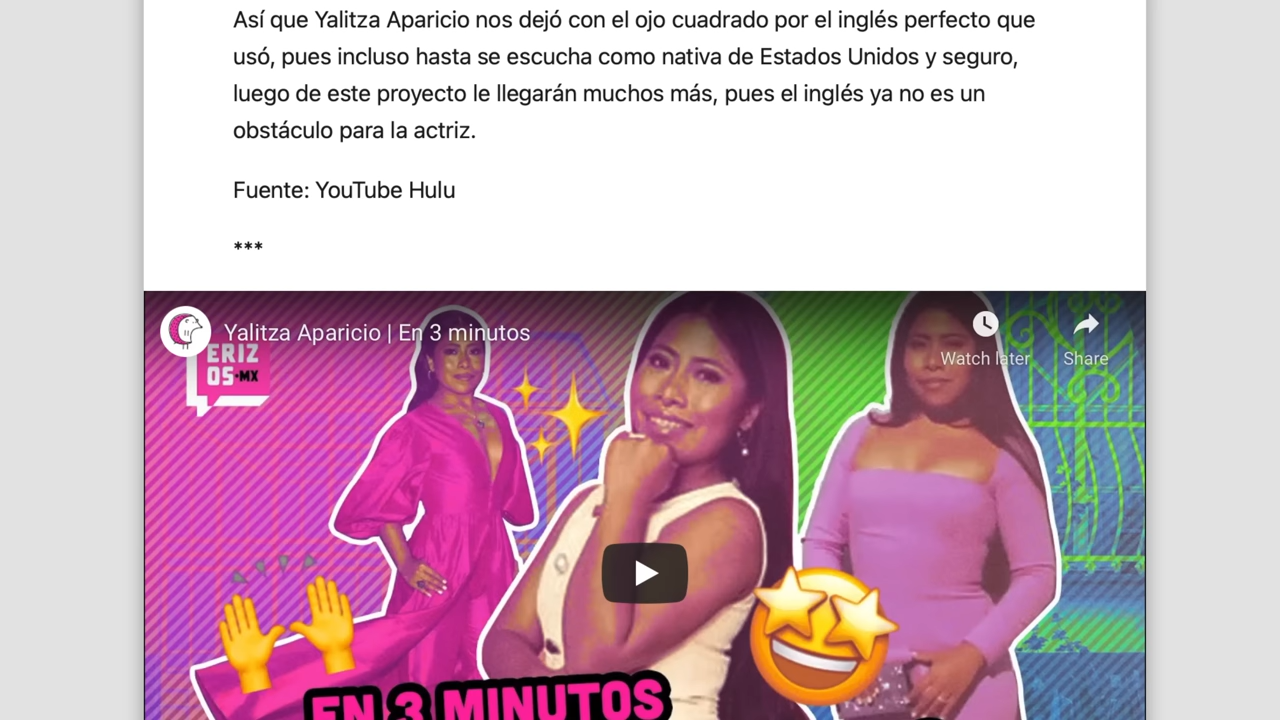 Así que Yalitza Aparicio nos dejó con el ojo cuadrado por el inglés perfecto que
usó, pues incluso hasta se escucha como nativa de Estados Unidos y seguro,
luego de este proyecto le llegarán muchos más, pues el inglés ya no es un
obstáculo para la actriz.
Fuente: YouTube Hulu
***
Yalitza Aparicio | En 3 minutos
Watch later
Share
ERIZ
OS·MX
EN 3 MINUTOS